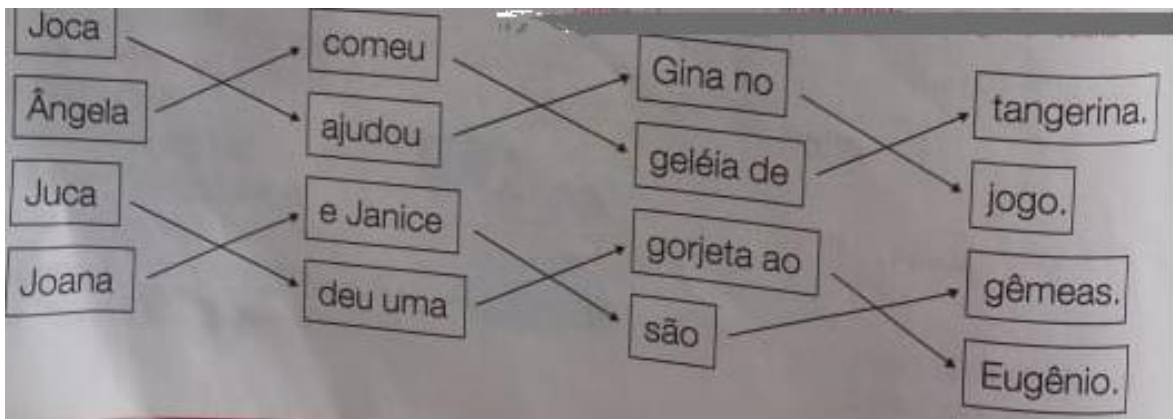 Joca
Ângela
Juca
Joana
comeu
ajudou
e Janice
deu uma
Gina no
geléia de
gorjeta ao
são
tangerina.
jogo.
gêmeas.
Eugênio.